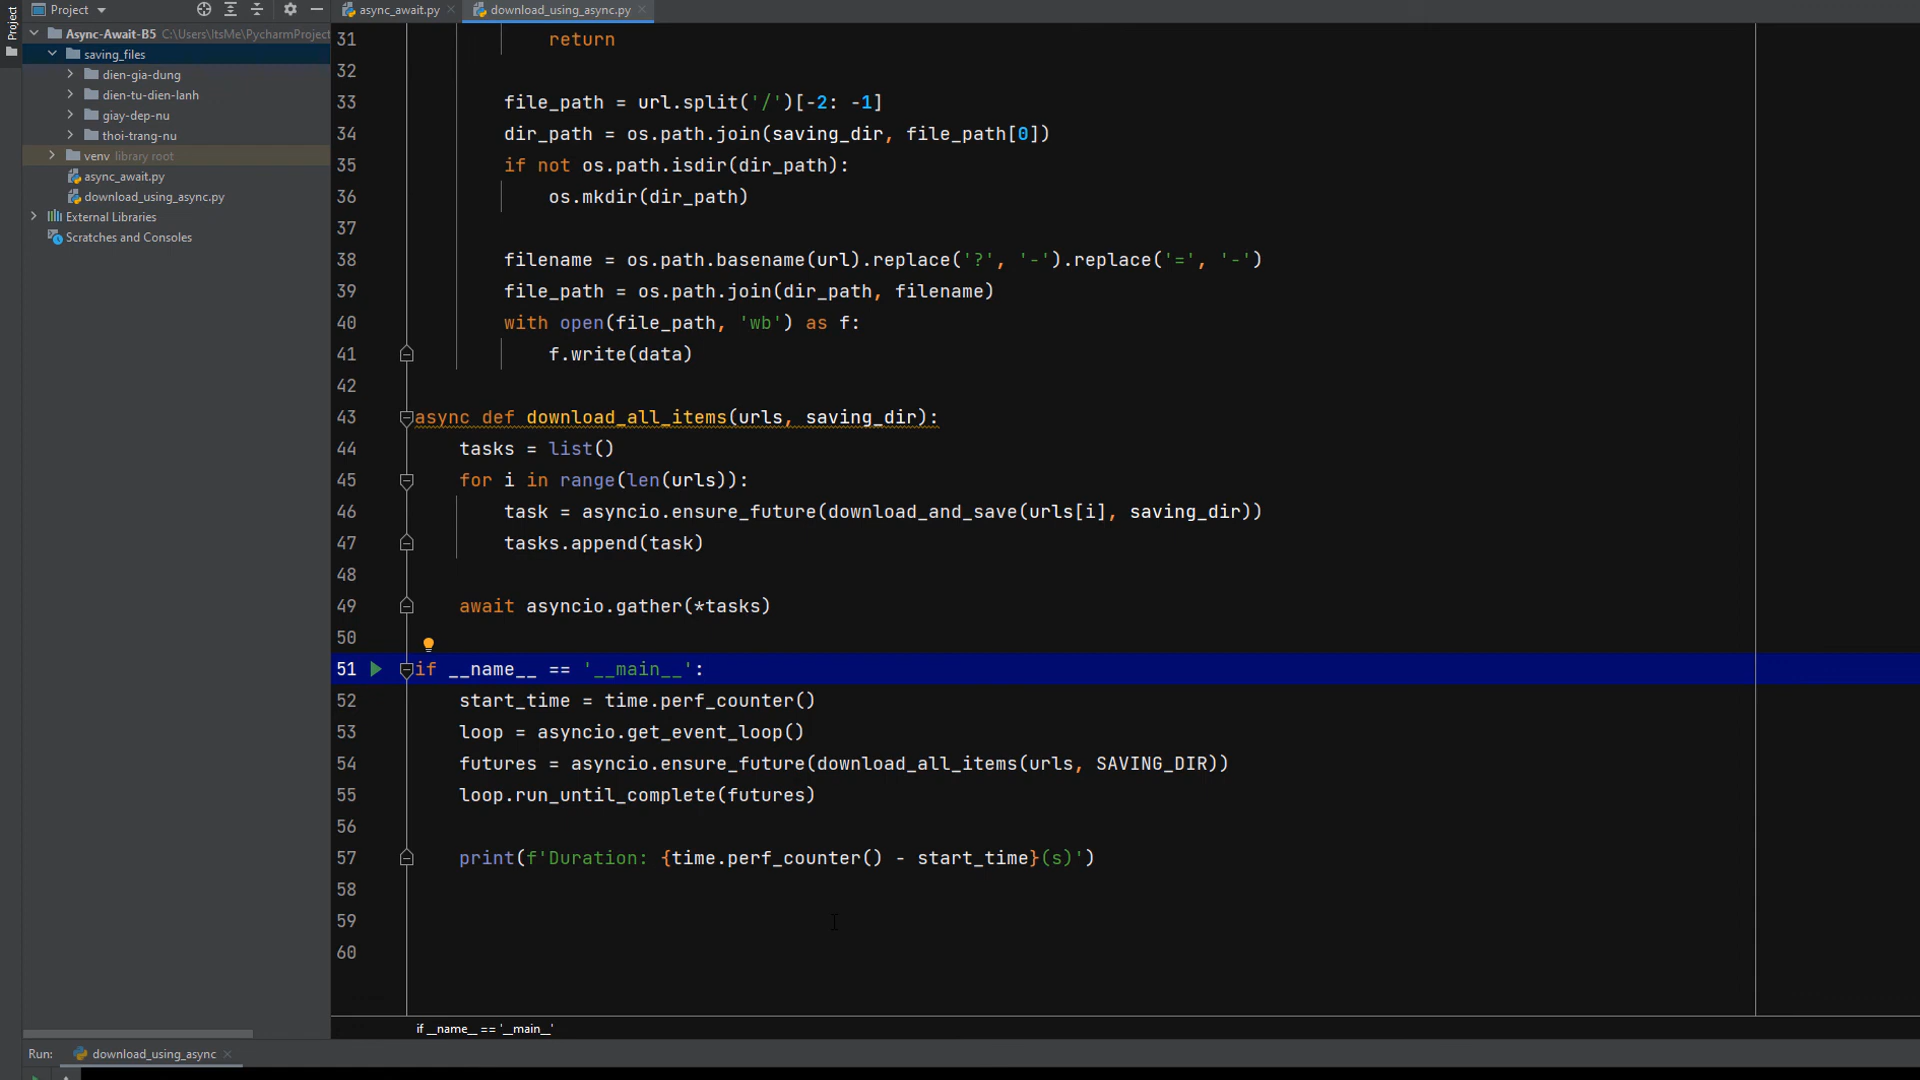 Project
async_await.py
download_using_async.py
Project
Async-Await-B5 C:\Users\ItsMe\PycharmProject
saving_files
dien-gia-dung
dien-tu-dien-lanh
giay-dep-nu
thoi-trang-nu
venv library root
async_await.py
download_using_async.py
External Libraries
Scratches and Consoles
31 return
32
33 file_path = url.split('/')[-2: -1]
34 dir_path = os.path.join(saving_dir, file_path[0])
35 if not os.path.isdir(dir_path):
36 os.mkdir(dir_path)
37
38 filename = os.path.basename(url).replace('?', '-').replace('=', '-')
39 file_path = os.path.join(dir_path, filename)
40 with open(file_path, 'wb') as f:
41 f.write(data)
42
43 async def download_all_items(urls, saving_dir):
44 tasks = list()
45 for i in range(len(urls)):
46 task = asyncio.ensure_future(download_and_save(urls[i], saving_dir))
47 tasks.append(task)
48
49 await asyncio.gather(*tasks)
50
51 if __name__ == '__main__':
52 start_time = time.perf_counter()
53 loop = asyncio.get_event_loop()
54 futures = asyncio.ensure_future(download_all_items(urls, SAVING_DIR))
55 loop.run_until_complete(futures)
56
57 print(f'Duration: {time.perf_counter() - start_time}(s)')
58
59
60
if __name__ == '__main__'
Run: download_using_async